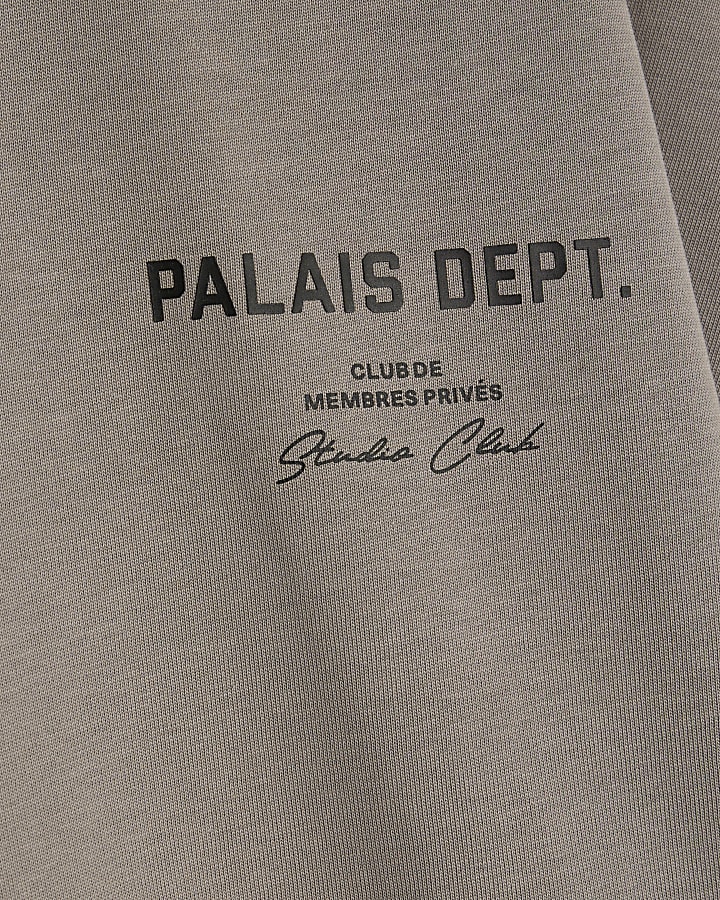 PALAIS DEPT.
CLUB DE
MEMBRES PRIVÉS
Studio Club